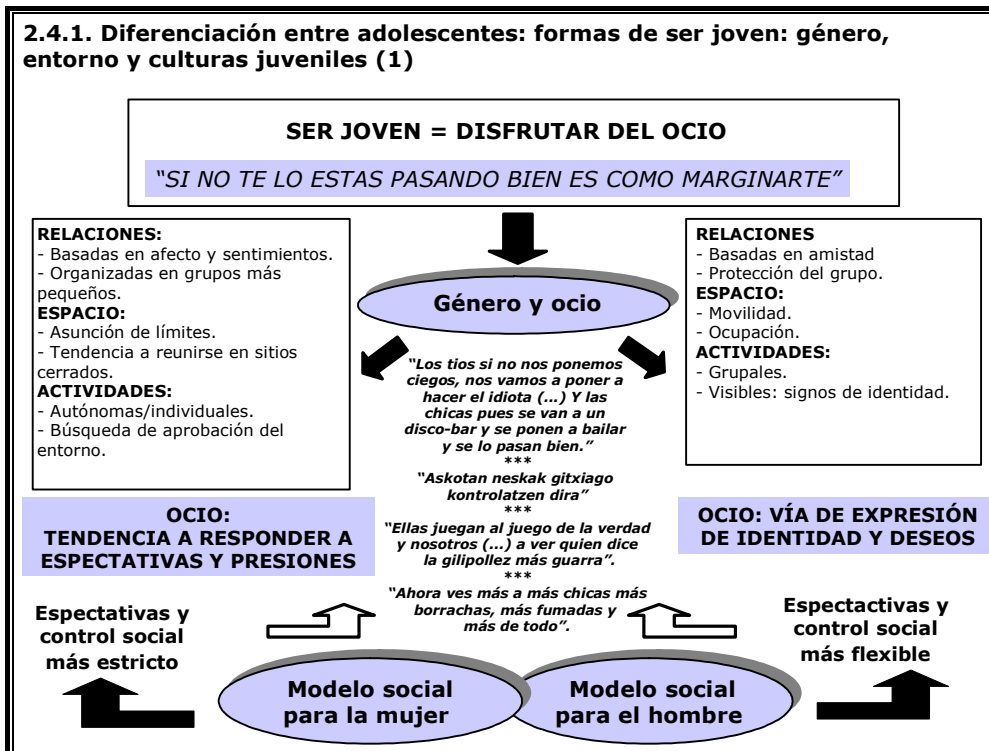 2.4.1. Diferenciación entre adolescentes: formas de ser joven: género,
entorno y culturas juveniles (1)
SER JOVEN = DISFRUTAR DEL OCIO
“SI NO TE LO ESTAS PASANDO BIEN ES COMO MARGINARTE”
RELACIONES:
- Basadas en afecto y sentimientos.
- Organizadas en grupos más
pequeños.
ESPACIO:
- Asunción de límites.
- Tendencia a reunirse en sitios
cerrados.
ACTIVIDADES:
- Autónomas/individuales.
- Búsqueda de aprobación del
entorno.
Género y ocio
RELACIONES
- Basadas en amistad
- Protección del grupo.
ESPACIO:
- Movilidad.
- Ocupación.
ACTIVIDADES:
- Grupales.
- Visibles: signos de identidad.
“Los tios si no nos ponemos
ciegos, nos vamos a poner a
hacer el idiota (...) Y las
chicas pues se van a un
disco-bar y se ponen a bailar
y se lo pasan bien.”
***
“Askotan neskak gitxiago
kontrolatzen dira”
***
“Ellas juegan al juego de la verdad
y nosotros (...) a ver quien dice
la gilipollez más guarra”.
***
“Ahora ves más a más chicas más
borrachas, más fumadas y
más de todo”.
OCIO:
TENDENCIA A RESPONDER A
ESPECTATIVAS Y PRESIONES
OCIO: VÍA DE EXPRESIÓN
DE IDENTIDAD Y DESEOS
Espectativas y
control social
más estricto
Espectactivas y
control social
más flexible
Modelo social
para la mujer
Modelo social
para el hombre